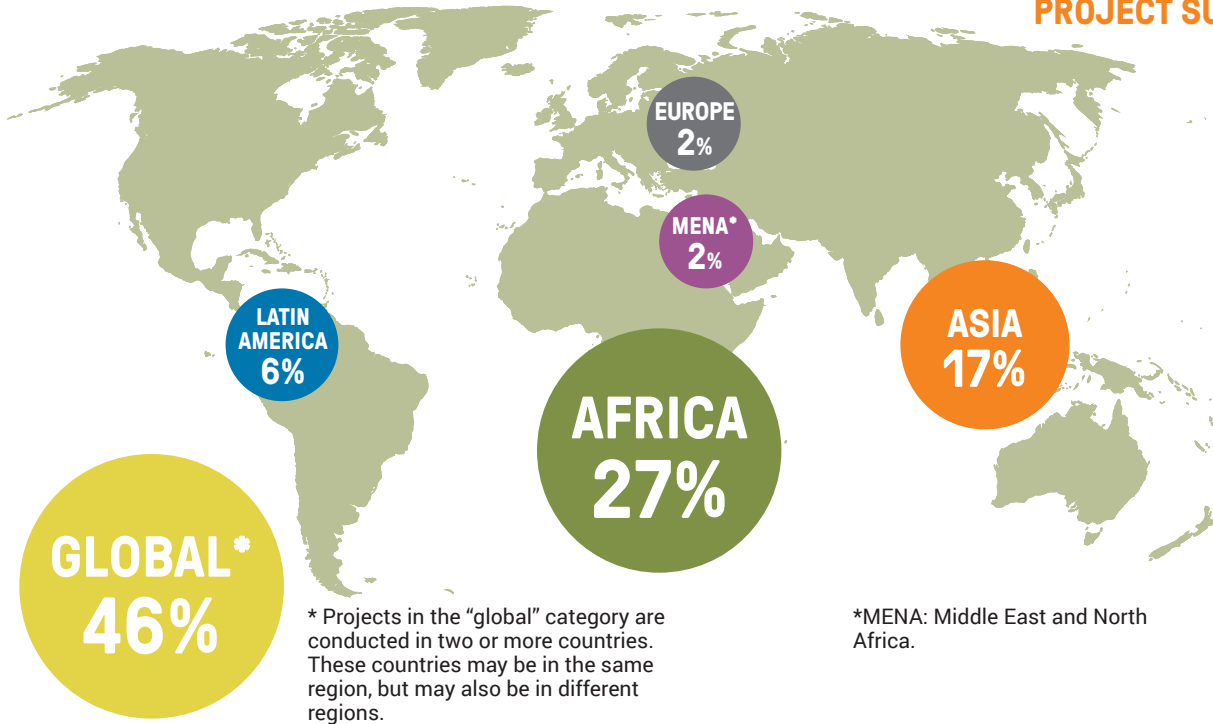 PROJECT SU
EUROPE
2%
MENA*
2%
LATIN
AMERICA
6%
ASIA
17%
AFRICA
27%
GLOBAL*
46%
* Projects in the “global” category are
conducted in two or more countries.
These countries may be in the same
region, but may also be in different
regions.
*MENA: Middle East and North
Africa.